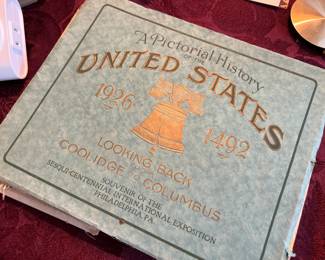 A Pictorial History
OF THE
UNITED STATES
1926 1492
LOOKING BACK
COOLIDGE TO COLUMBUS
SOUVENIR OF THE
SESQUI-CENTENNIAL INTERNATIONAL EXPOSITION
PHILADELPHIA, PA.